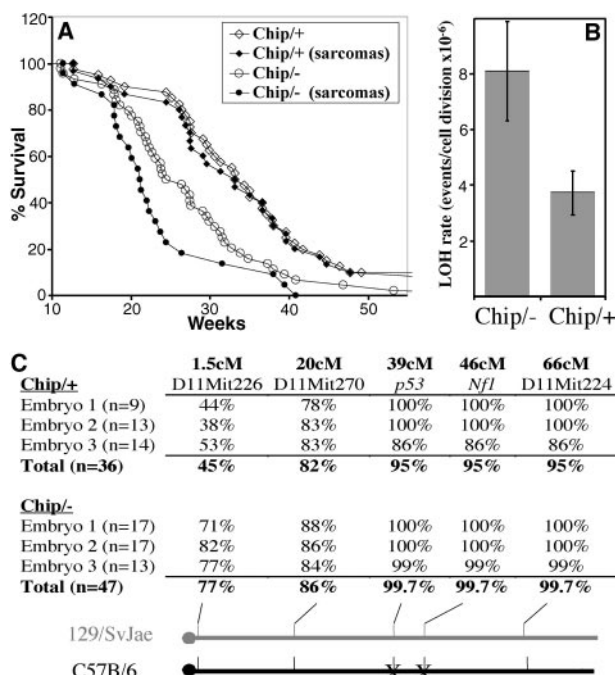 A
◇ Chip/+
◆ Chip/+ (sarcomas)
○ Chip/-
● Chip/- (sarcomas)
% Survival
120
100
80
60
40
20
0
10 20 30 40 50
Weeks
B
LOH rate (events/cell division x10-6)
8
6
4
2
Chip/- Chip/+
C
1.5cM 20cM 39cM 46cM 66cM
Chip/+ D11Mit226 D11Mit270 p53 Nf1 D11Mit224
Embryo 1 (n=9) 44% 78% 100% 100% 100%
Embryo 2 (n=13) 38% 83% 100% 100% 100%
Embryo 3 (n=14) 53% 83% 86% 86% 86%
Total (n=36) 45% 82% 95% 95% 95%
Chip/-
Embryo 1 (n=17) 71% 88% 100% 100% 100%
Embryo 2 (n=17) 82% 86% 100% 100% 100%
Embryo 3 (n=13) 77% 84% 99% 99% 99%
Total (n=47) 77% 86% 99.7% 99.7% 99.7%
129/SvJae
C57B/6